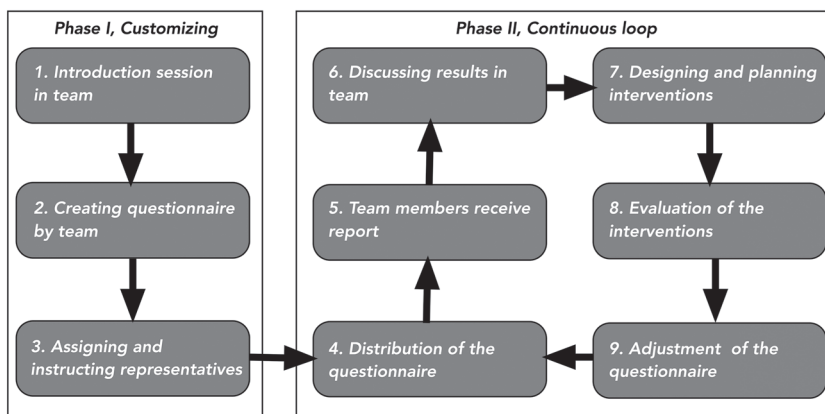 Phase I, Customizing
1. Introduction session
in team
2. Creating questionnaire
by team
3. Assigning and
instructing representatives
Phase II, Continuous loop
4. Distribution of the
questionnaire
5. Team members receive
report
6. Discussing results in
team
7. Designing and planning
interventions
8. Evaluation of the
interventions
9. Adjustment of the
questionnaire